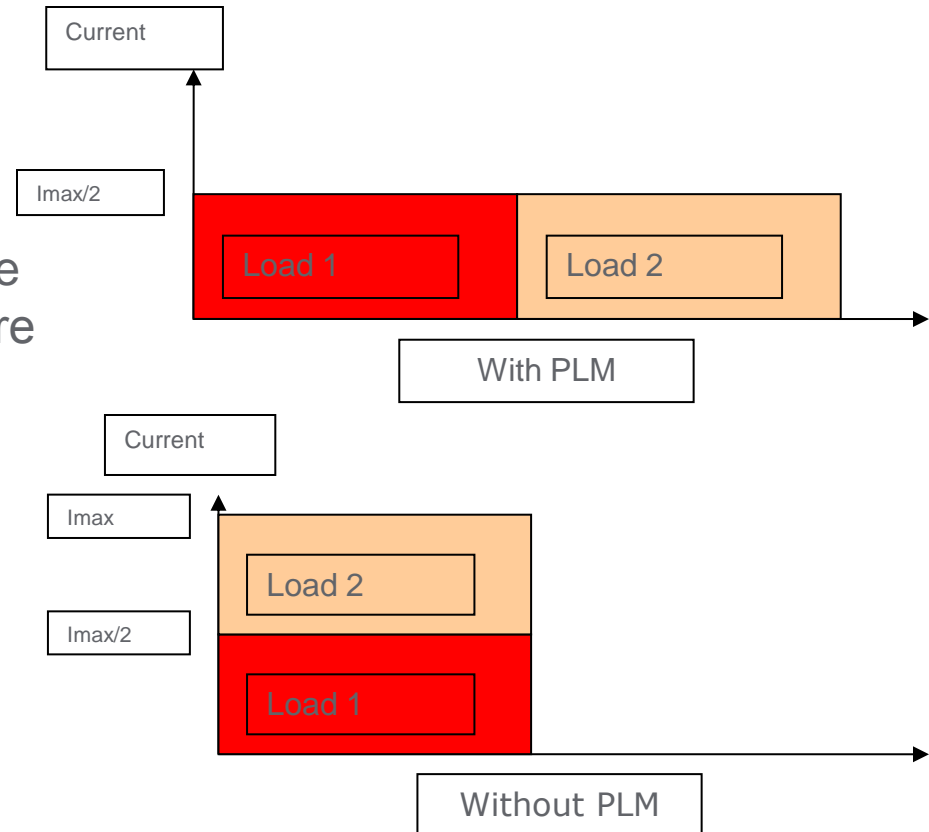 Current
Imax/2
Load 1
Load 2
e
re
With PLM
Current
Imax
Load 2
Imax/2
Load 1
Without PLM